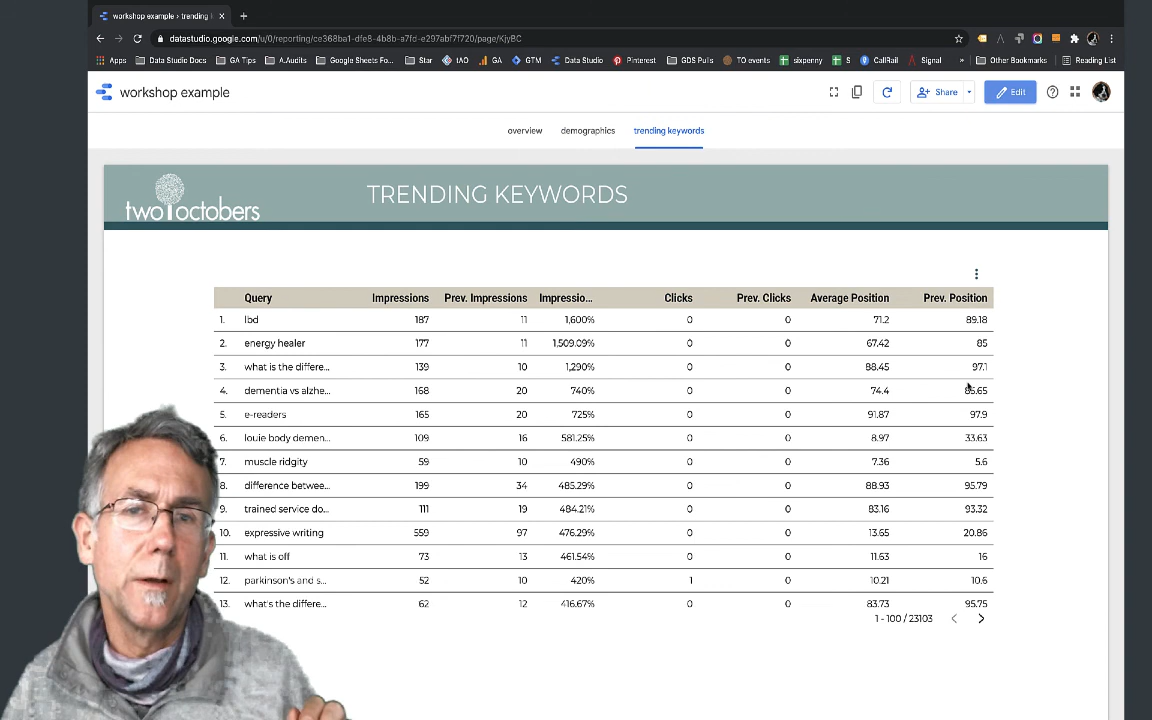 workshop example › trending
datastudio.google.com/u/0/reporting/ce368ba1-dfe8-4b8b-a7fd-e297abf7f720/page/KjyBC
Apps Data Studio Docs GA Tips A.Audits Google Sheets Fo... Star tAO GA GTM Data Studio Pinterest GDS Pulls TO events sixpenny S CallRail Signal » Other Bookmarks Reading List
workshop example Share Edit
overview demographics trending keywords
two octobers
TRENDING KEYWORDS
Query Impressions Prev. Impressions Impressio... Clicks Prev. Clicks Average Position Prev. Position
1. lbd 187 11 1,600% 0 0 71.2 89.18
2. energy healer 177 11 1,509.09% 0 0 67.42 85
3. what is the differe... 139 10 1,290% 0 0 88.45 97.1
4. dementia vs alzhe... 168 20 740% 0 0 74.4 85.65
5. e-readers 165 20 725% 0 0 91.87 97.9
6. louie body demen... 109 16 581.25% 0 0 8.97 33.63
7. muscle ridgity 59 10 490% 0 0 7.36 5.6
8. difference betwee... 199 34 485.29% 0 0 88.93 95.79
9. trained service do... 111 19 484.21% 0 0 83.16 93.32
10. expressive writing 559 97 476.29% 0 0 13.65 20.86
11. what is off 73 13 461.54% 0 0 11.63 16
12. parkinson's and s... 52 10 420% 1 0 10.21 10.6
13. what's the differe... 62 12 416.67% 0 0 83.73 95.75
1 - 100 / 23103